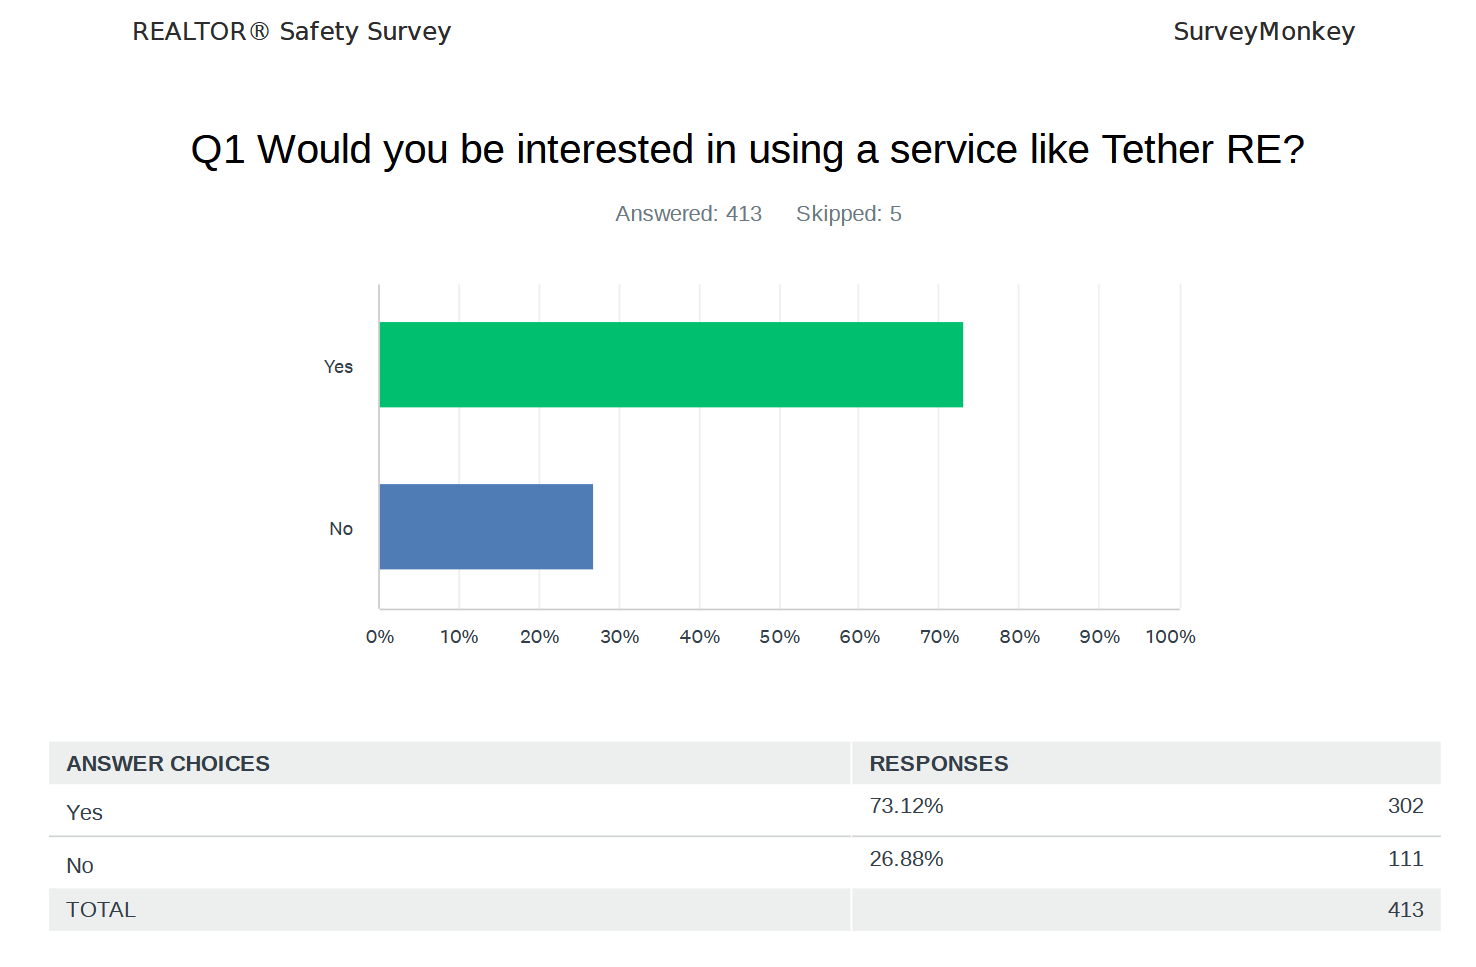 REALTOR® Safety Survey SurveyMonkey
Q1 Would you be interested in using a service like Tether RE?
Answered: 413 Skipped: 5
Yes
No
0% 10% 20% 30% 40% 50% 60% 70% 80% 90% 100%
ANSWER CHOICES RESPONSES
Yes 73.12% 302
No 26.88% 111
TOTAL 413